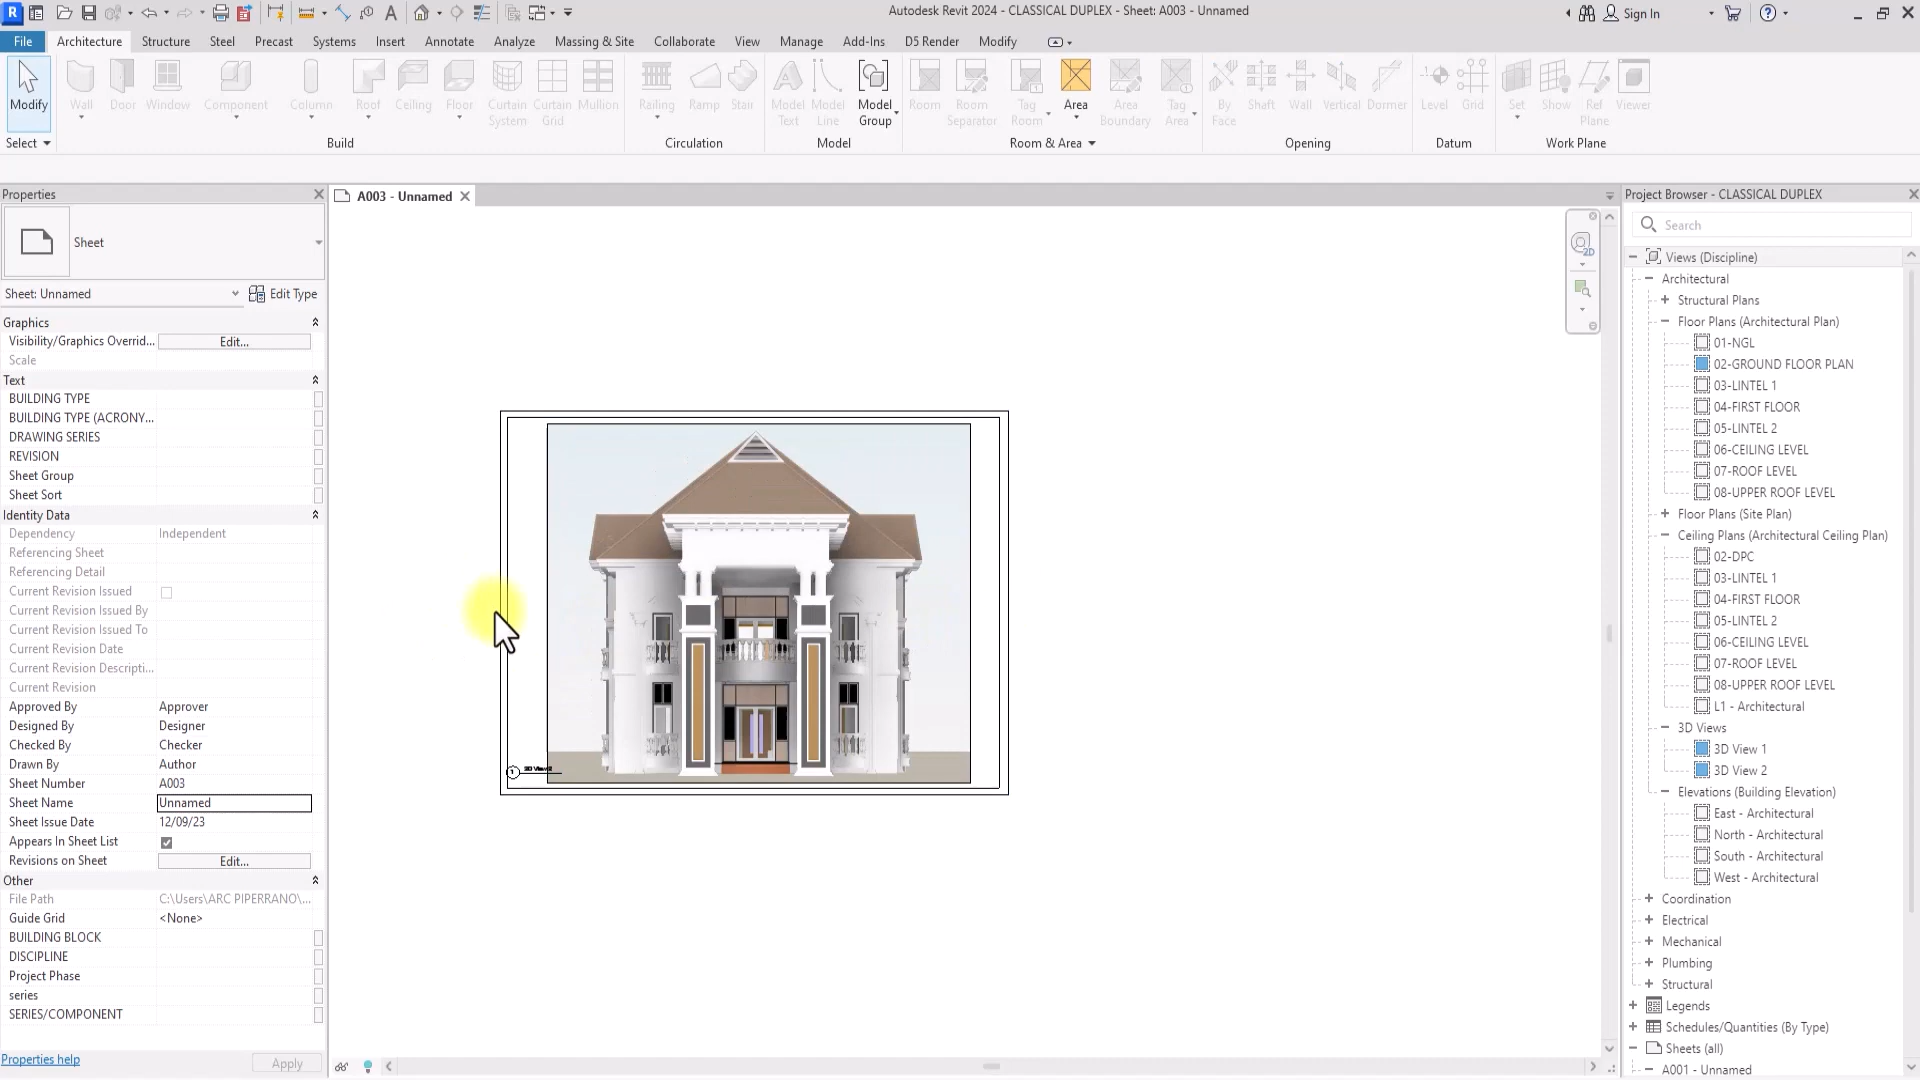 Autodesk Revit 2024 - CLASSICAL DUPLEX - Sheet: A003 - Unnamed
Sign In
File Architecture Structure Steel Precast Systems Insert Annotate Analyze Massing & Site Collaborate View Manage Add-Ins D5 Render Modify
Modify Wall Door Window Component Column Roof Ceiling Floor Curtain System Curtain Grid Mullion Railing Ramp Stair Model Text Model Line Model Group Room Room Separator Tag Room Area Area Boundary Tag Area By Face Shaft Wall Vertical Dormer Level Grid Set Show Ref Plane Viewer
Select Build Circulation Model Room & Area Opening Datum Work Plane
Properties
Sheet
Sheet: Unnamed Edit Type
Graphics
Visibility/Graphics Overrid... Edit...
Scale
Text
BUILDING TYPE
BUILDING TYPE (ACRONY...
DRAWING SERIES
REVISION
Sheet Group
Sheet Sort
Identity Data
Dependency Independent
Referencing Sheet
Referencing Detail
Current Revision Issued
Current Revision Issued By
Current Revision Issued To
Current Revision Date
Current Revision Descripti...
Current Revision
Approved By Approver
Designed By Designer
Checked By Checker
Drawn By Author
Sheet Number A003
Sheet Name Unnamed
Sheet Issue Date 12/09/23
Appears In Sheet List
Revisions on Sheet Edit...
Other
File Path C:\Users\ARC PIPERRANO\...
Guide Grid <None>
BUILDING BLOCK
DISCIPLINE
Project Phase
series
SERIES/COMPONENT
Properties help Apply
A003 - Unnamed
1
Project Browser - CLASSICAL DUPLEX
Search
Views (Discipline)
Architectural
Structural Plans
Floor Plans (Architectural Plan)
01-NGL
02-GROUND FLOOR PLAN
03-LINTEL 1
04-FIRST FLOOR
05-LINTEL 2
06-CEILING LEVEL
07-ROOF LEVEL
08-UPPER ROOF LEVEL
Floor Plans (Site Plan)
Ceiling Plans (Architectural Ceiling Plan)
02-DPC
03-LINTEL 1
04-FIRST FLOOR
05-LINTEL 2
06-CEILING LEVEL
07-ROOF LEVEL
08-UPPER ROOF LEVEL
L1 - Architectural
3D Views
3D View 1
3D View 2
Elevations (Building Elevation)
East - Architectural
North - Architectural
South - Architectural
West - Architectural
Coordination
Electrical
Mechanical
Plumbing
Structural
Legends
Schedules/Quantities (By Type)
Sheets (all)
A001 - Unnamed